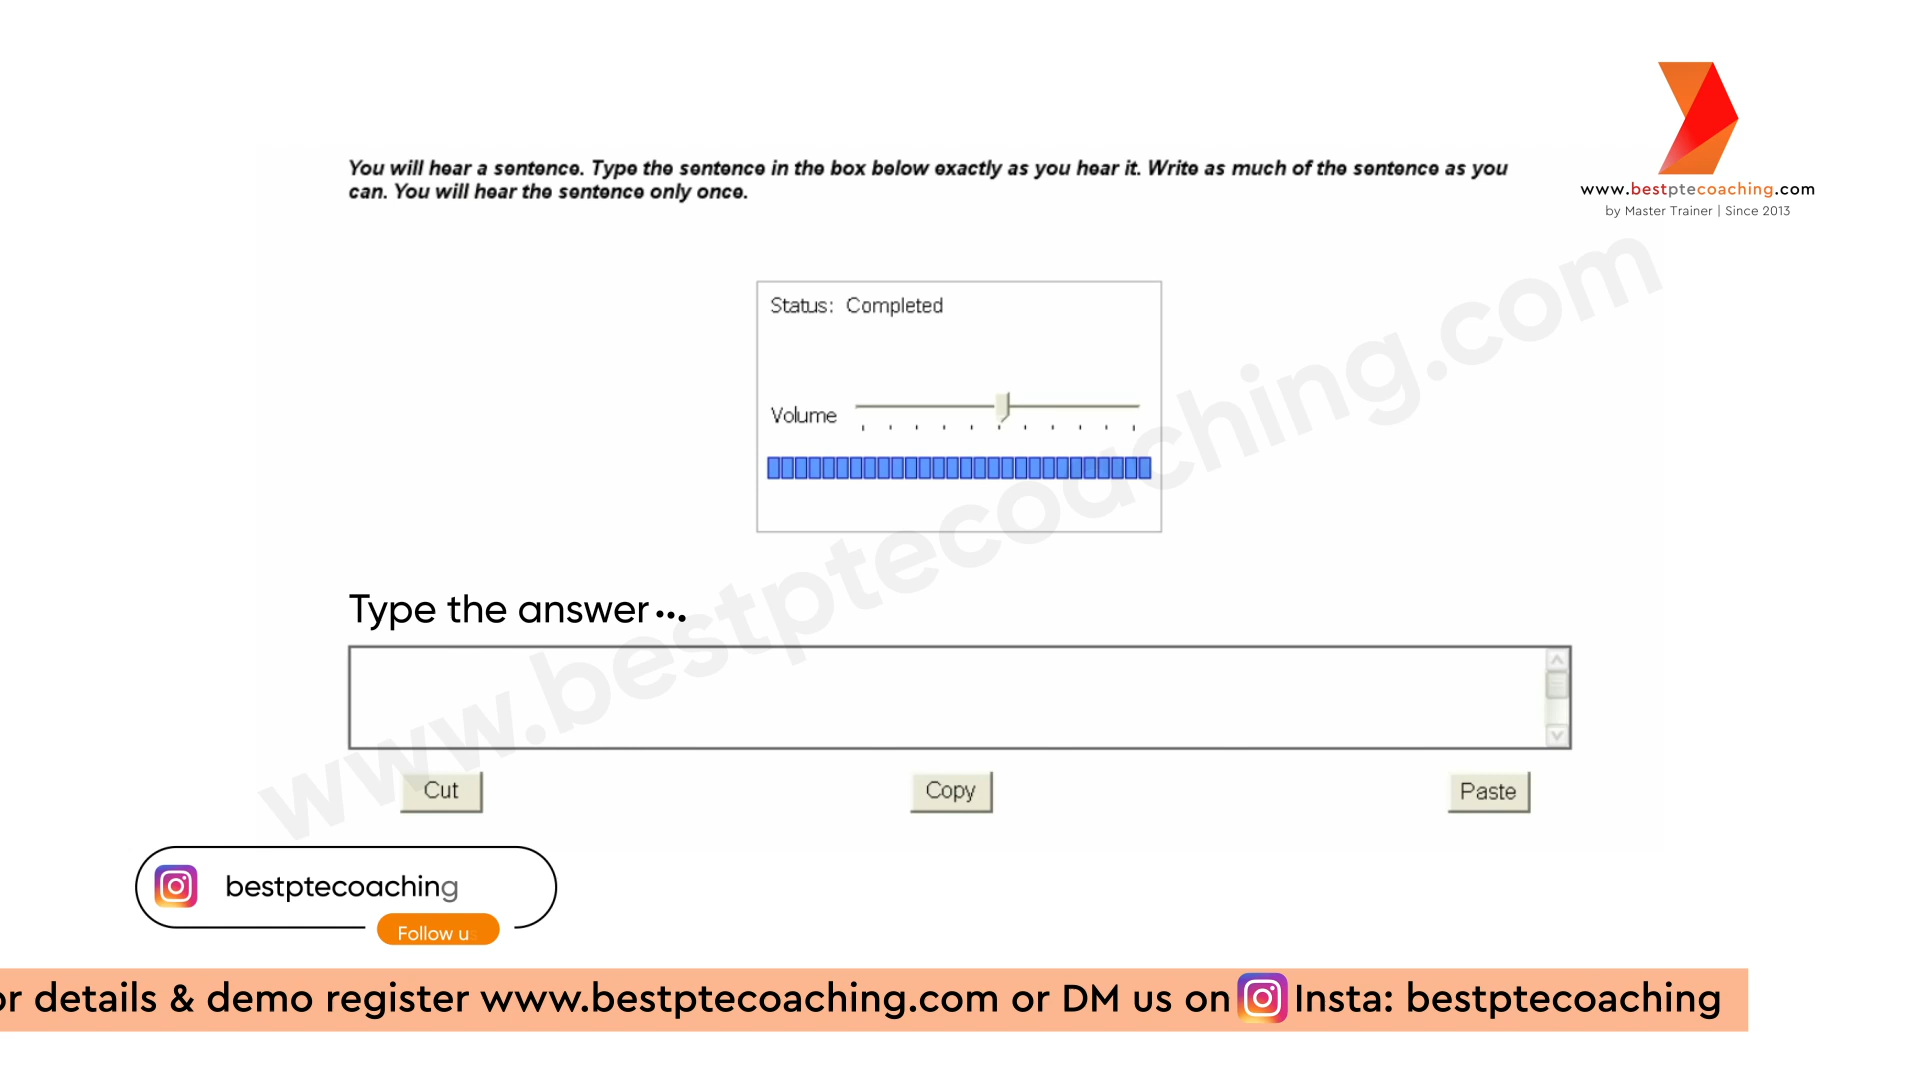 You will hear a sentence. Type the sentence in the box below exactly as you hear it. Write as much of the sentence as you
can. You will hear the sentence only once.
www.bestptecoaching.com
by Master Trainer | Since 2013
Status: Completed
Volume
www.bestptecoaching.com
Type the answer...
Cut
Copy
Paste
bestptecoaching
Follow us
or details & demo register www.bestptecoaching.com or DM us on Insta: bestptecoaching